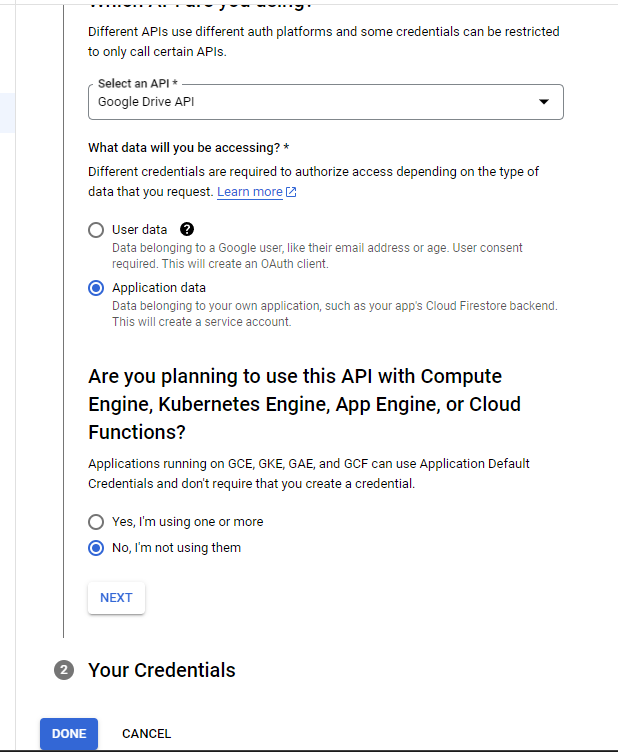 Which API are you using?
Different APIs use different auth platforms and some credentials can be restricted
to only call certain APIs.
Select an API *
Google Drive API
What data will you be accessing? *
Different credentials are required to authorize access depending on the type of
data that you request. Learn more
User data ?
Data belonging to a Google user, like their email address or age. User consent
required. This will create an OAuth client.
Application data
Data belonging to your own application, such as your app's Cloud Firestore backend.
This will create a service account.
Are you planning to use this API with Compute
Engine, Kubernetes Engine, App Engine, or Cloud
Functions?
Applications running on GCE, GKE, GAE, and GCF can use Application Default
Credentials and don't require that you create a credential.
Yes, I'm using one or more
No, I'm not using them
NEXT
2 Your Credentials
DONE CANCEL